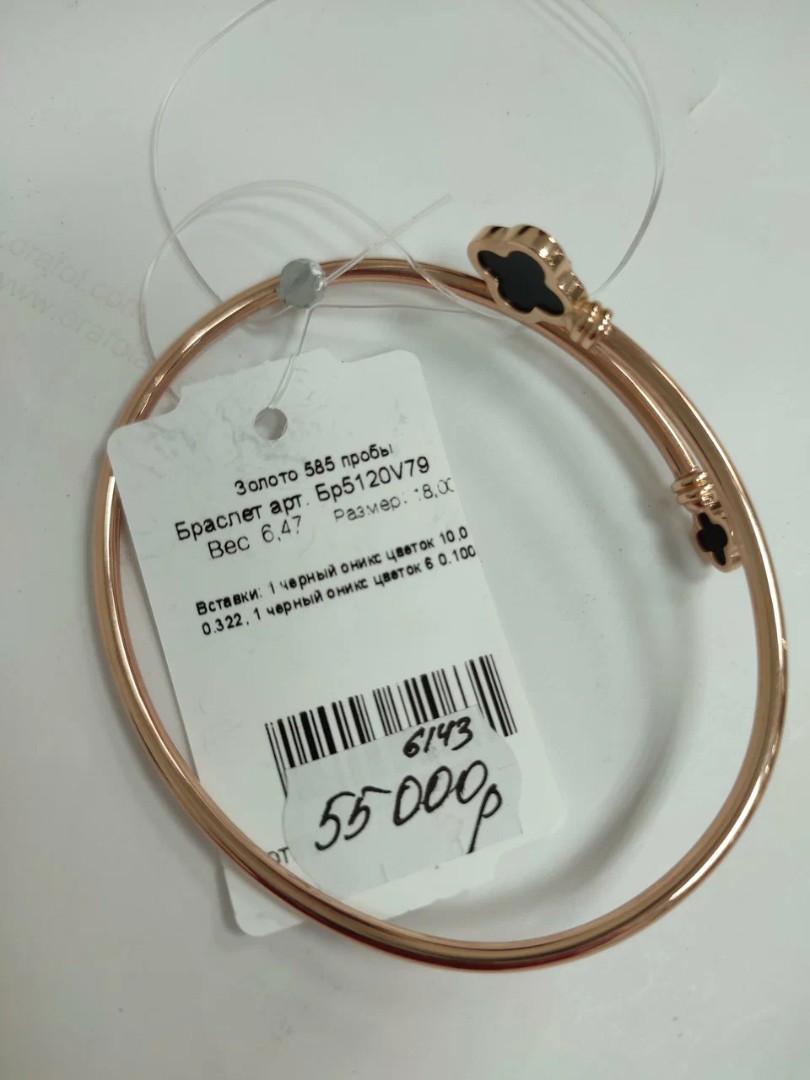 Золото 585 пробы
Браслет арт. Бр5120V79
Вес 6,47 Размер: 18,00
Вставки: 1 черный оникс цветок 10.0
0.322, 1 черный оникс цветок 6 0.100
6143
55 000р
от